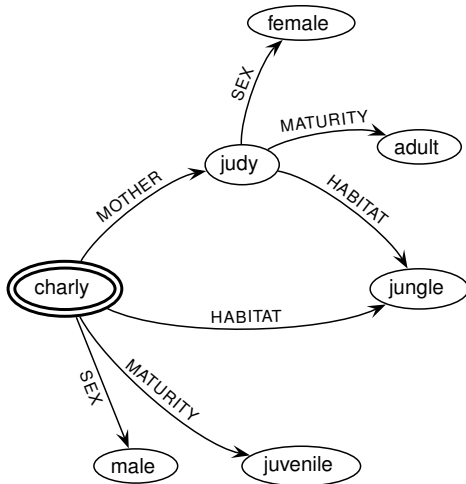 female
SEX
MATURITY
adult
judy
MOTHER
HABITAT
charly
jungle
HABITAT
SEX
MATURITY
male
juvenile